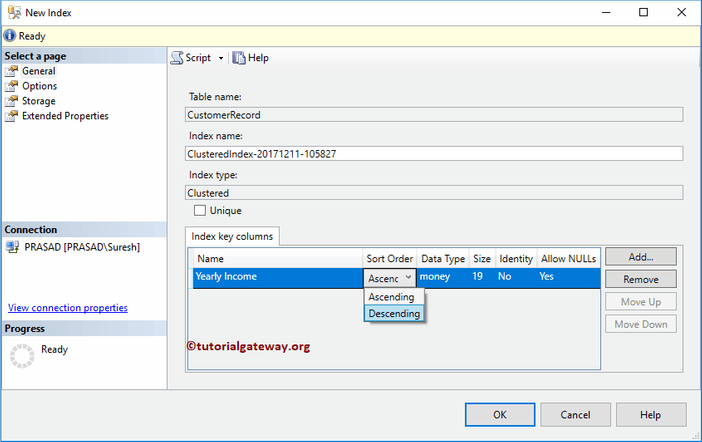 New Index
Ready
Select a page
General
Options
Storage
Extended Properties
Connection
PRASAD [PRASAD\Suresh]
View connection properties
Progress
Ready
Script Help
Table name:
CustomerRecord
Index name:
ClusteredIndex-20171211-105827
Index type:
Clustered
Unique
Index key columns
Name Sort Order Data Type Size Identity Allow NULLs
Yearly Income Ascenc money 19 No Yes
Ascending
Descending
Add...
Remove
Move Up
Move Down
©tutorialgateway.org
OK Cancel Help